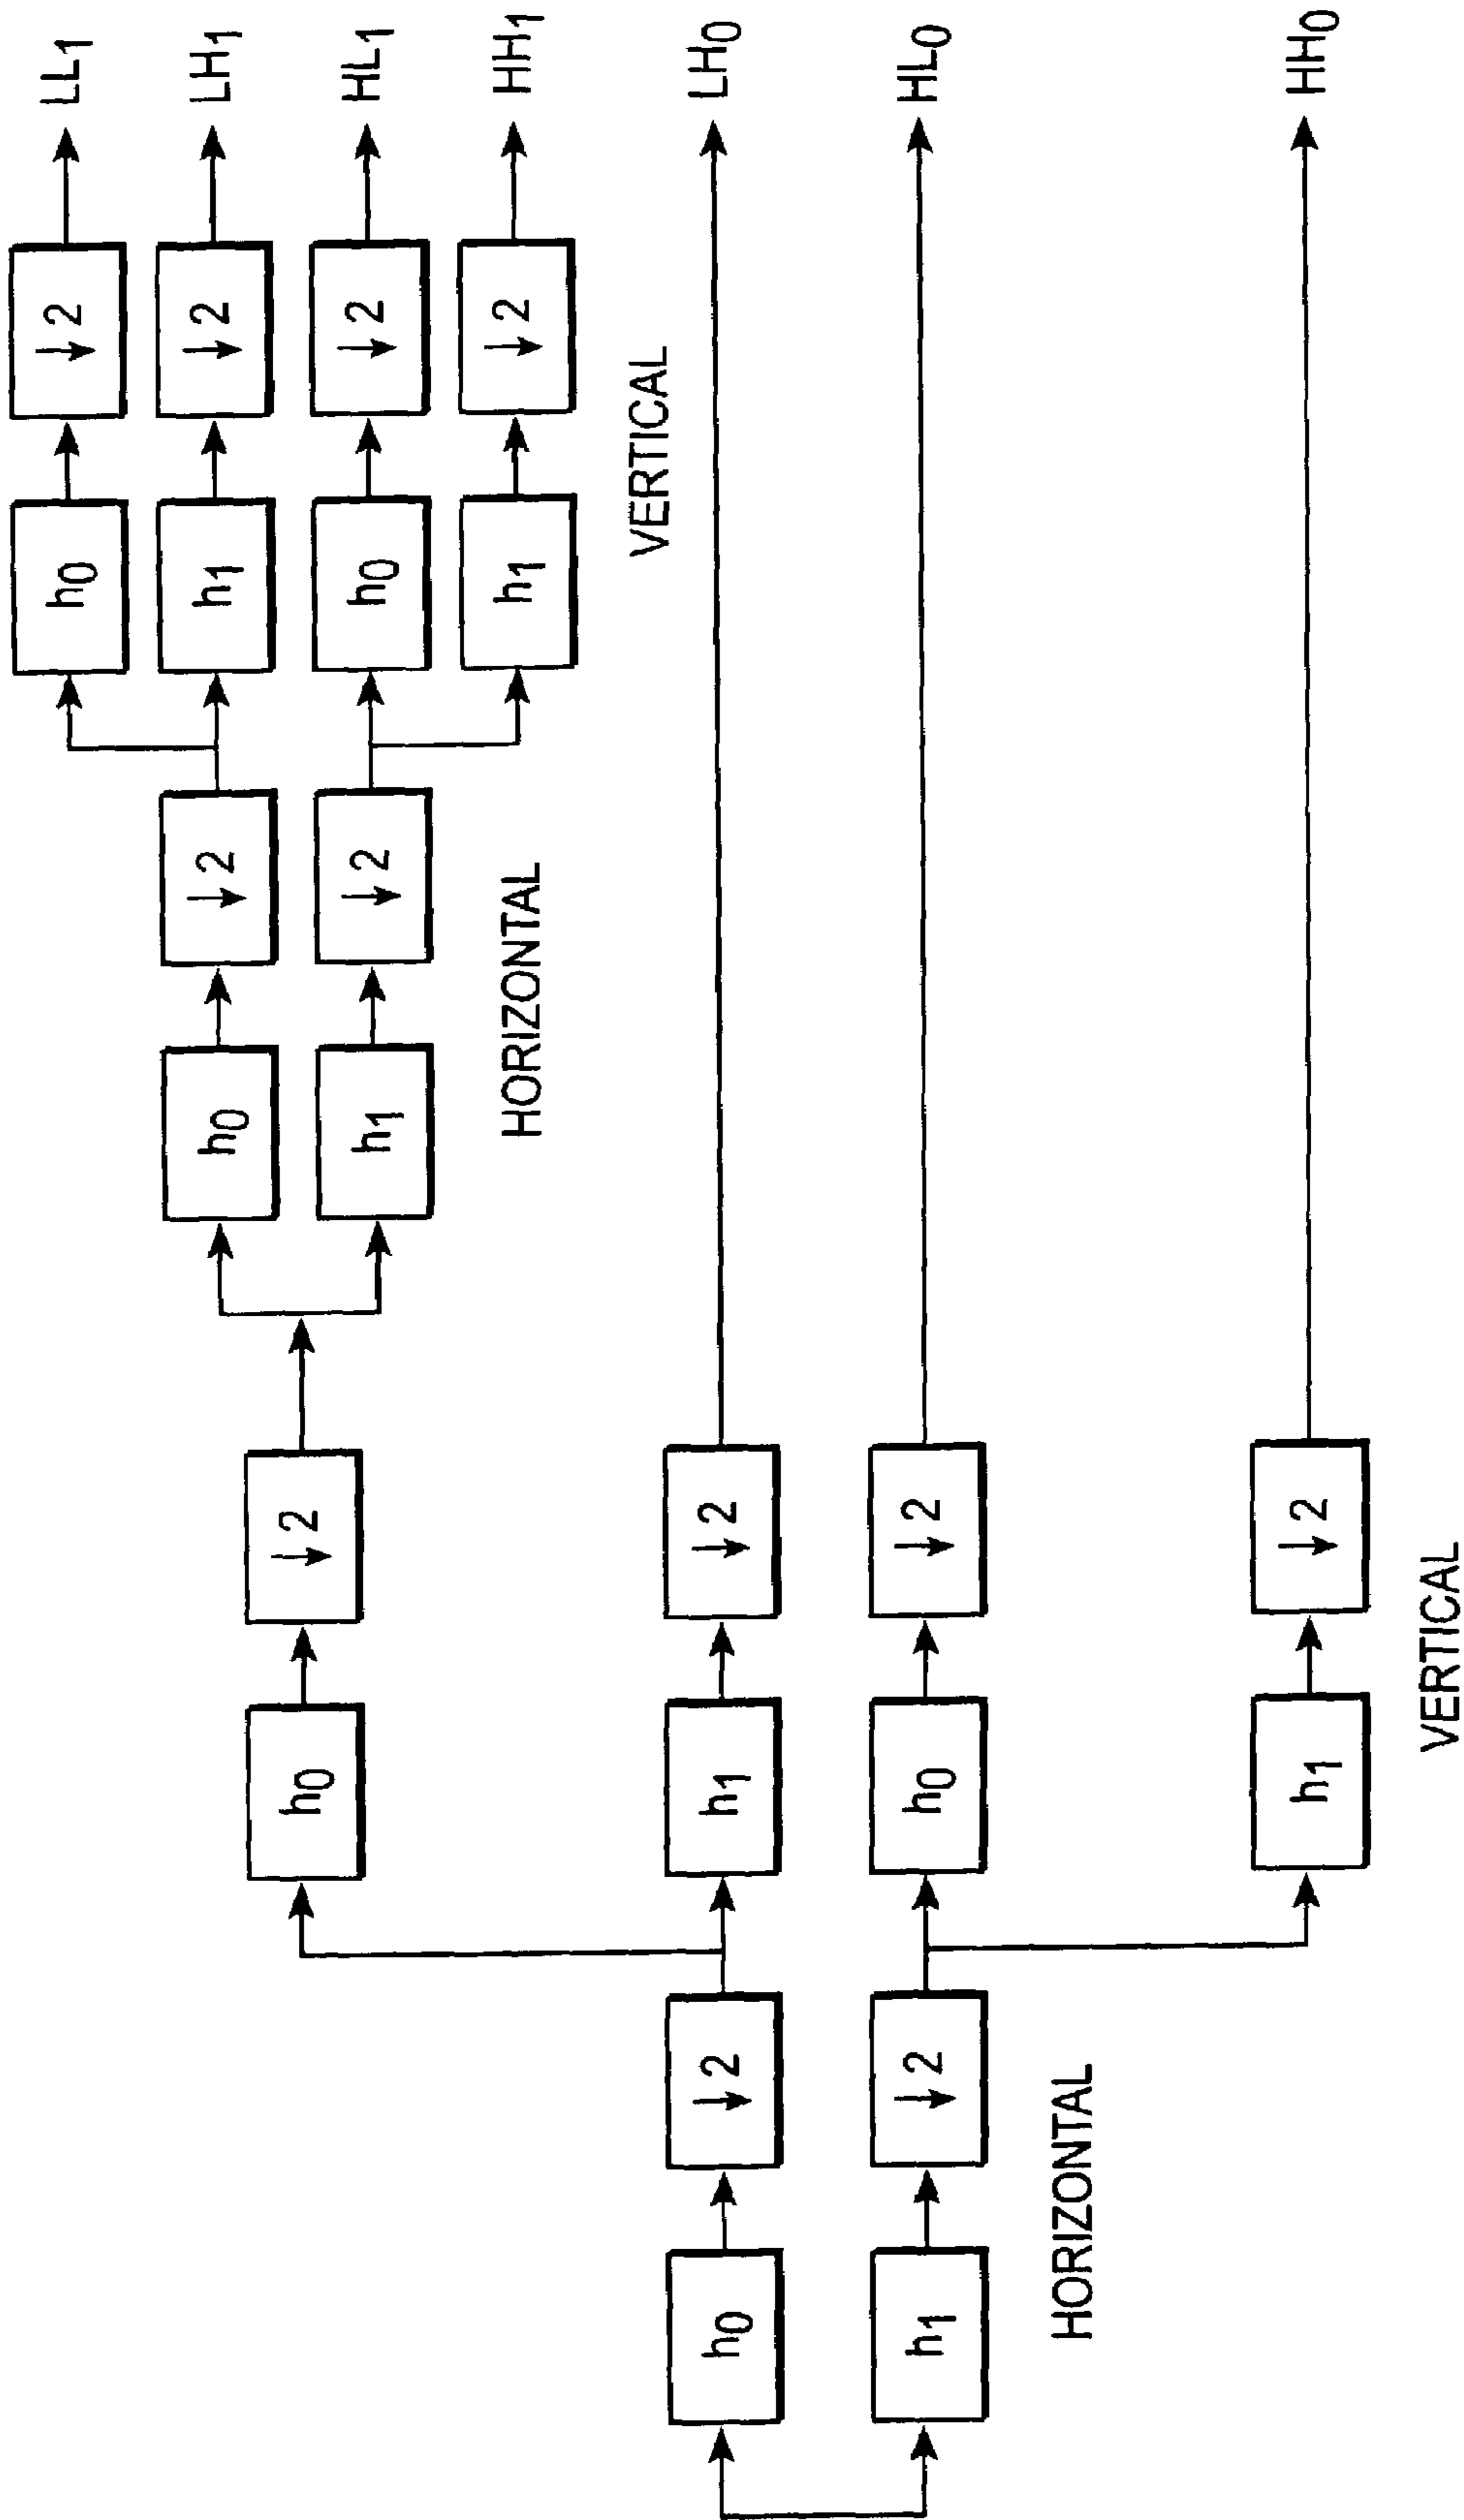 h0 ↓2 LL1
h0 ↓2 h1 ↓2 LH1
h0 ↓2
h1 ↓2 h0 ↓2 HL1
h1 ↓2 HH1
HORIZONTAL
VERTICAL
h0 ↓2 h1 ↓2 LH0
h1 ↓2 h0 ↓2 HL0
HORIZONTAL
h1 ↓2 HH0
VERTICAL